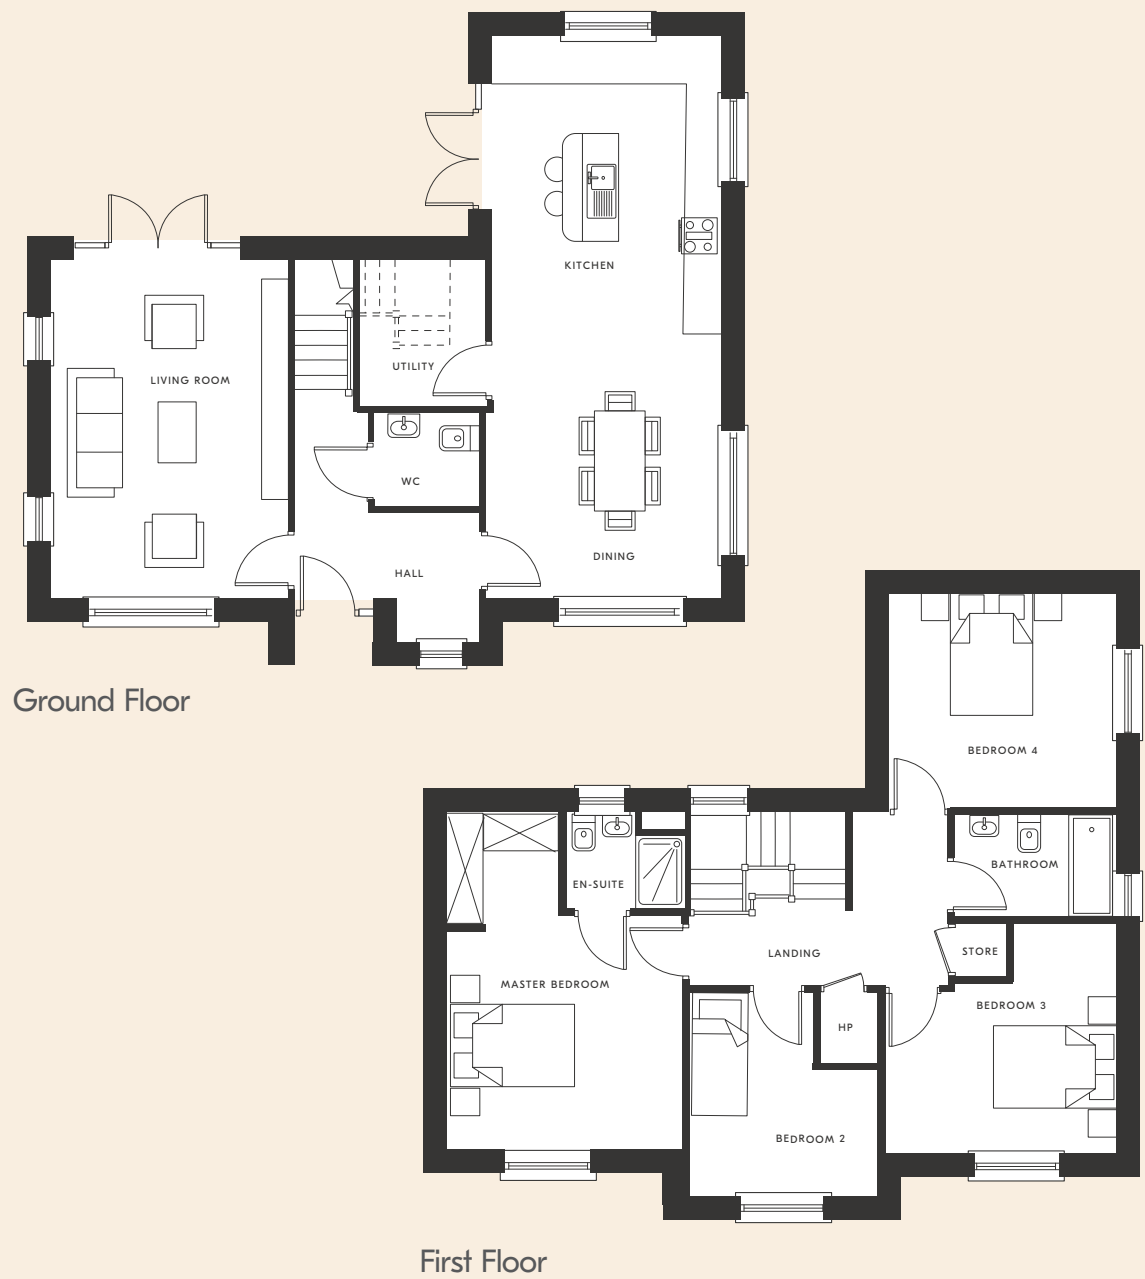 KITCHEN
UTILITY
LIVING ROOM
WC
DINING
HALL
Ground Floor
BEDROOM 4
BATHROOM
EN-SUITE
STORE
LANDING
MASTER BEDROOM
BEDROOM 3
HP
BEDROOM 2
First Floor